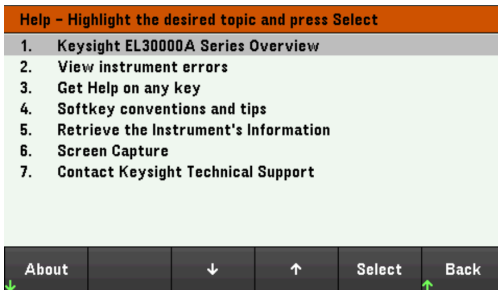 Help - Highlight the desired topic and press Select
1. Keysight EL30000A Series Overview
2. View instrument errors
3. Get Help on any key
4. Softkey conventions and tips
5. Retrieve the Instrument's Information
6. Screen Capture
7. Contact Keysight Technical Support
About ↓ ↑ Select Back